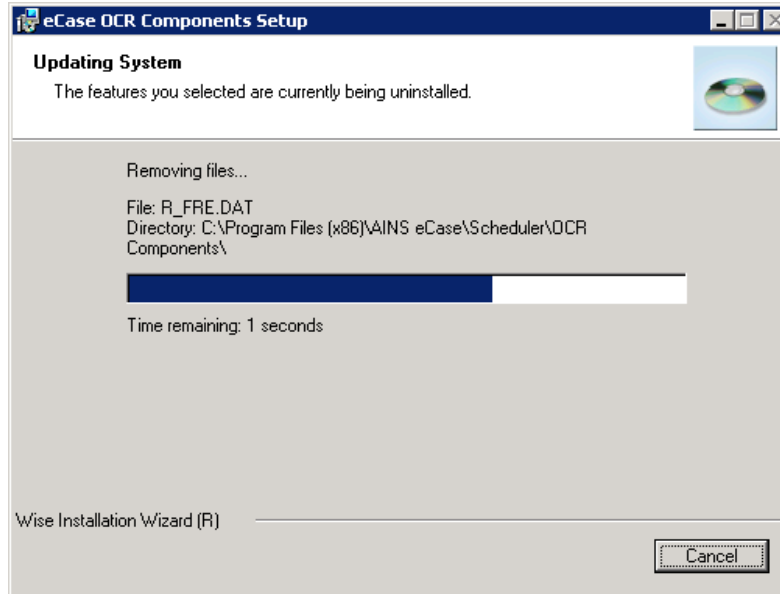 eCase OCR Components Setup
Updating System
The features you selected are currently being uninstalled.
Removing files...
File: R_FRE.DAT
Directory: C:\Program Files (x86)\AINS eCase\Scheduler\OCR
Components\
Time remaining: 1 seconds
Wise Installation Wizard (R)
Cancel